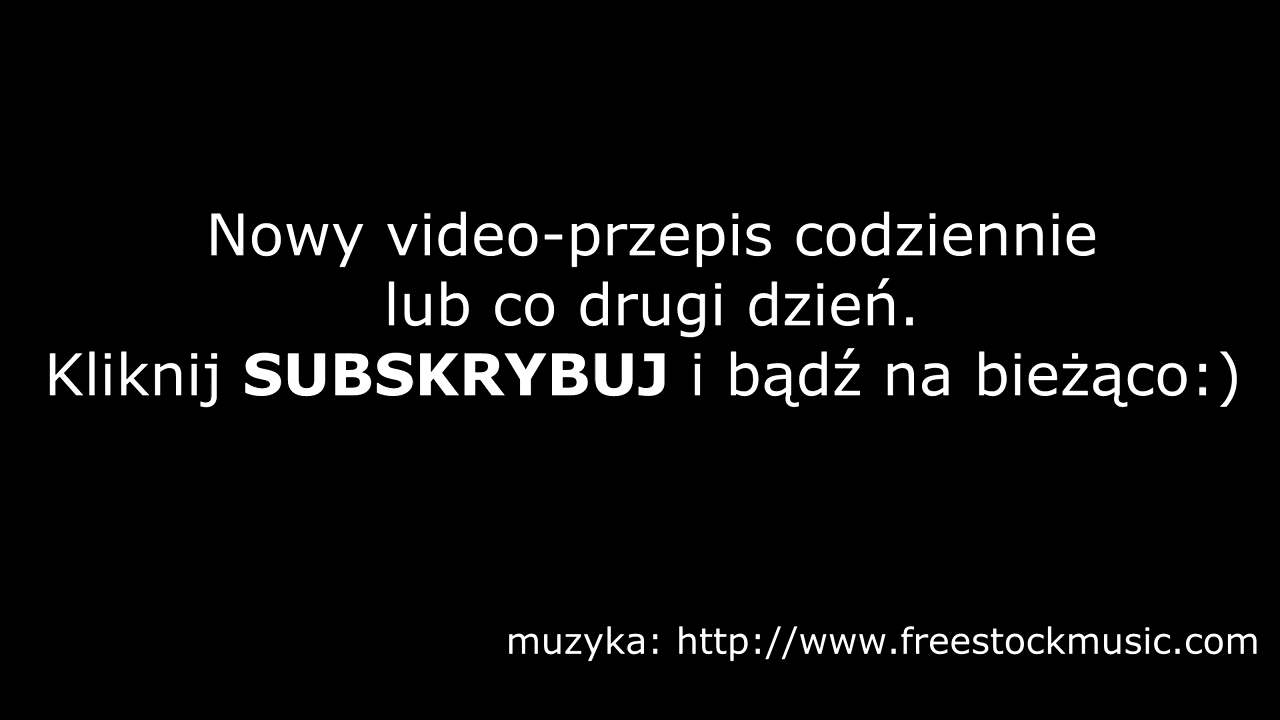 Nowy video-przepis codziennie
lub co drugi dzień.
Kliknij SUBSKRYBUJ i bądź na bieżąco:)
muzyka: http://www.freestockmusic.com